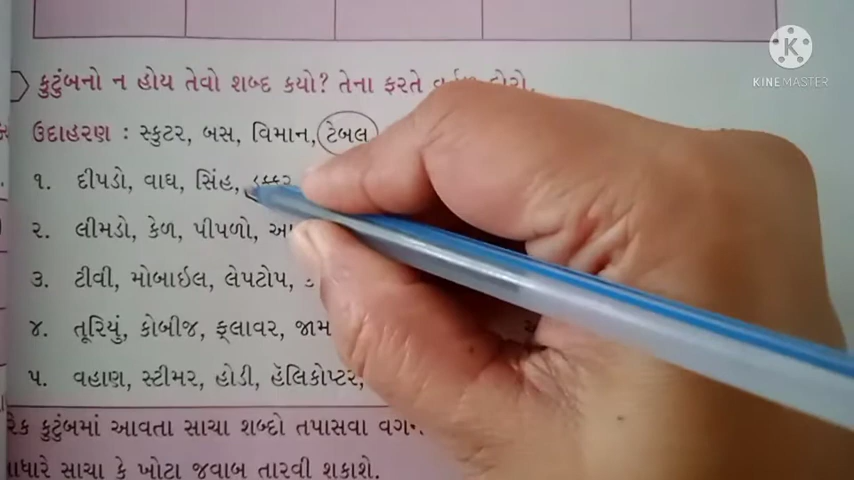 KINEMASTER
કુટુંબનો ન હોય તેવો શબ્દ કયો? તેના ફરતે
ઉદાહરણ : સ્કુટર, બસ, વિમાન, ટેબલ
૧. દીપડો, વાઘ, સિંહ,
૨. લીમડો, કેળ, પીપળો,
૩. ટીવી, મોબાઇલ, લેપટોપ,
૪. તૂરિયું, કોબીજ, ફ્લાવર,
૫. વહાણ, સ્ટીમર, હોડી, હૅલિકોપ્ટર,
કુટુંબમાં આવતા સાચા શબ્દો તપાસવા
સાચા કે ખોટા જવાબ તારવી શકાશે.